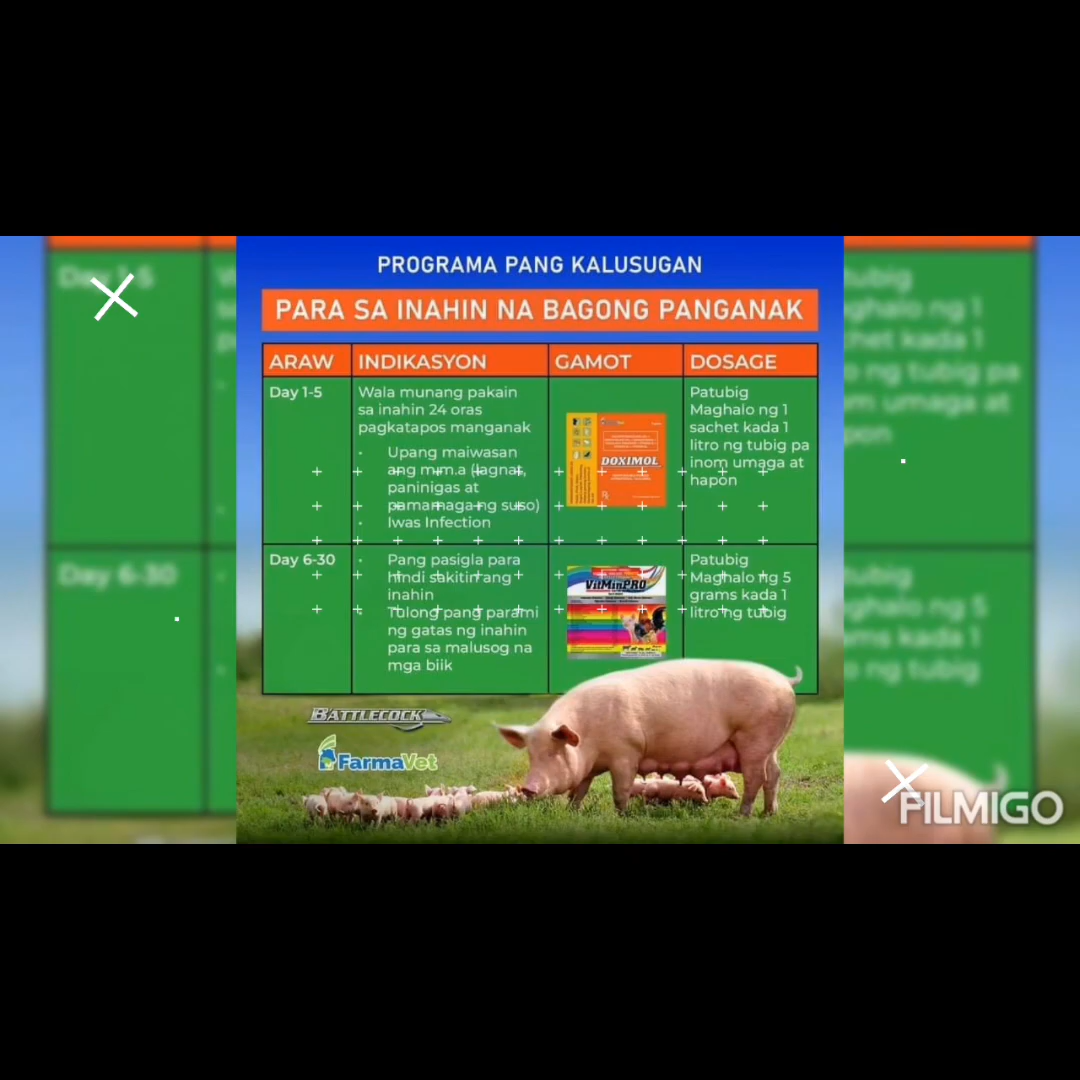 PROGRAMA PANG KALUSUGAN
PARA SA INAHIN NA BAGONG PANGANAK
ARAW
INDIKASYON
GAMOT
DOSAGE
Day 1-5
Wala munang pakain
sa inahin 24 oras
pagkatapos manganak
• Upang maiwasan
ang m.m.a (lagnat,
paninigas at
pamamaga ng suso)
• Iwas Infection
DOXIMOL
Patubig
Maghalo ng 1
sachet kada 1
litro ng tubig pa
inom umaga at
hapon
Day 6-30
• Pang pasigla para
hindi sakitin ang
inahin
• Tulong pang parami
ng gatas ng inahin
para sa malusog na
mga biik
VitMinPRO
Patubig
Maghalo ng 5
grams kada 1
litro ng tubig
BATTLECOCK
FarmaVet
FILMIGO